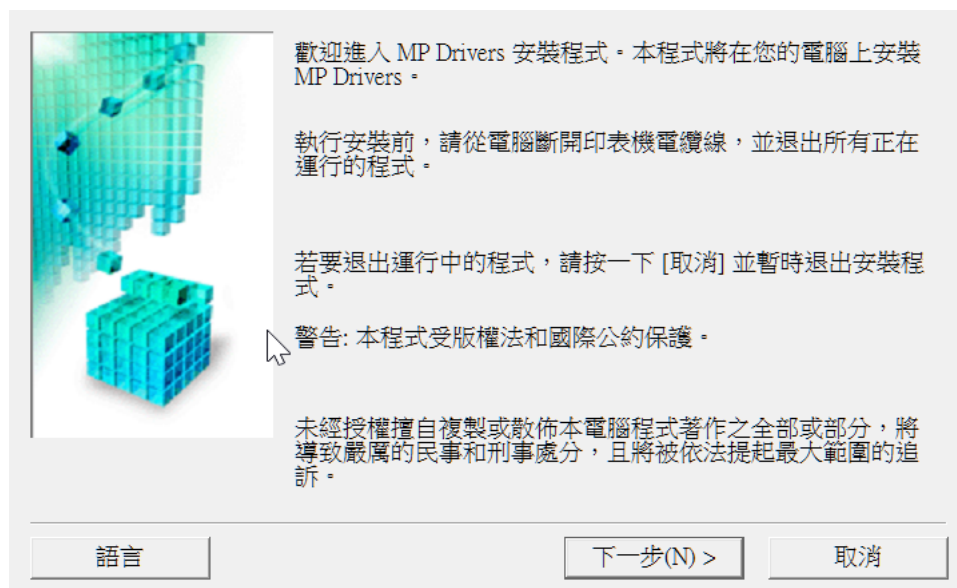 歡迎進入 MP Drivers 安裝程式。本程式將在您的電腦上安裝
MP Drivers。
執行安裝前，請從電腦斷開印表機電纜線，並退出所有正在
運行的程式。
若要退出運行中的程式，請按一下 [取消] 並暫時退出安裝程
式。
警告: 本程式受版權法和國際公約保護。
未經授權擅自複製或散佈本電腦程式著作之全部或部分，將
導致嚴厲的民事和刑事處分，且將被依法提起最大範圍的追
訴。
語言
下一步(N) >
取消